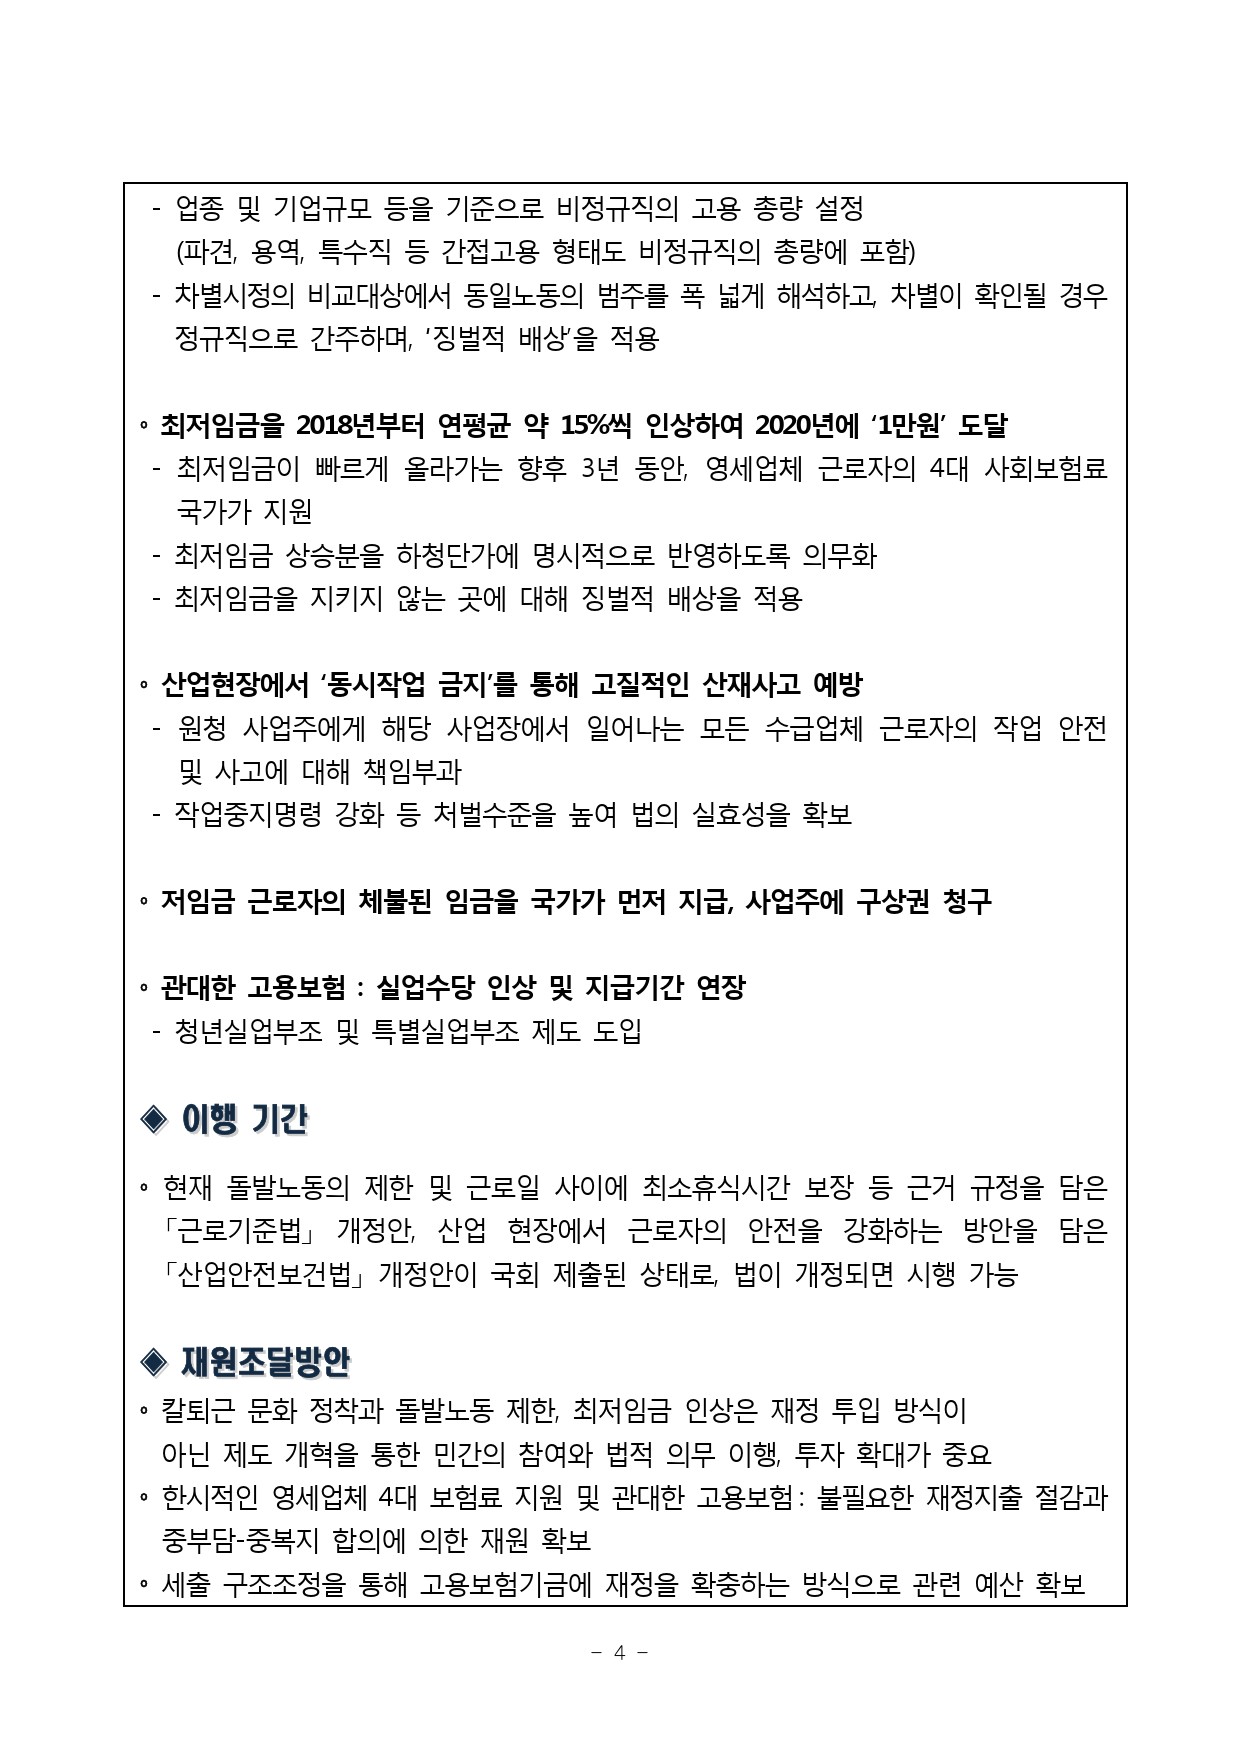 - 업종 및 기업규모 등을 기준으로 비정규직의 고용 총량 설정
(파견, 용역, 특수직 등 간접고용 형태도 비정규직의 총량에 포함)
- 차별시정의 비교대상에서 동일노동의 범주를 폭 넓게 해석하고, 차별이 확인될 경우
정규직으로 간주하며, ‘징벌적 배상’을 적용
∘ 최저임금을 2018년부터 연평균 약 15%씩 인상하여 2020년에 ‘1만원’ 도달
- 최저임금이 빠르게 올라가는 향후 3년 동안, 영세업체 근로자의 4대 사회보험료
국가가 지원
- 최저임금 상승분을 하청단가에 명시적으로 반영하도록 의무화
- 최저임금을 지키지 않는 곳에 대해 징벌적 배상을 적용
∘ 산업현장에서 ‘동시작업 금지’를 통해 고질적인 산재사고 예방
- 원청 사업주에게 해당 사업장에서 일어나는 모든 수급업체 근로자의 작업 안전
및 사고에 대해 책임부과
- 작업중지명령 강화 등 처벌수준을 높여 법의 실효성을 확보
∘ 저임금 근로자의 체불된 임금을 국가가 먼저 지급, 사업주에 구상권 청구
∘ 관대한 고용보험 : 실업수당 인상 및 지급기간 연장
- 청년실업부조 및 특별실업부조 제도 도입
◈ 이행 기간
∘ 현재 돌발노동의 제한 및 근로일 사이에 최소휴식시간 보장 등 근거 규정을 담은
「근로기준법」 개정안, 산업 현장에서 근로자의 안전을 강화하는 방안을 담은
「산업안전보건법」개정안이 국회 제출된 상태로, 법이 개정되면 시행 가능
◈ 재원조달방안
∘ 칼퇴근 문화 정착과 돌발노동 제한, 최저임금 인상은 재정 투입 방식이
아닌 제도 개혁을 통한 민간의 참여와 법적 의무 이행, 투자 확대가 중요
∘ 한시적인 영세업체 4대 보험료 지원 및 관대한 고용보험 : 불필요한 재정지출 절감과
중부담-중복지 합의에 의한 재원 확보
∘ 세출 구조조정을 통해 고용보험기금에 재정을 확충하는 방식으로 관련 예산 확보
- 4 -